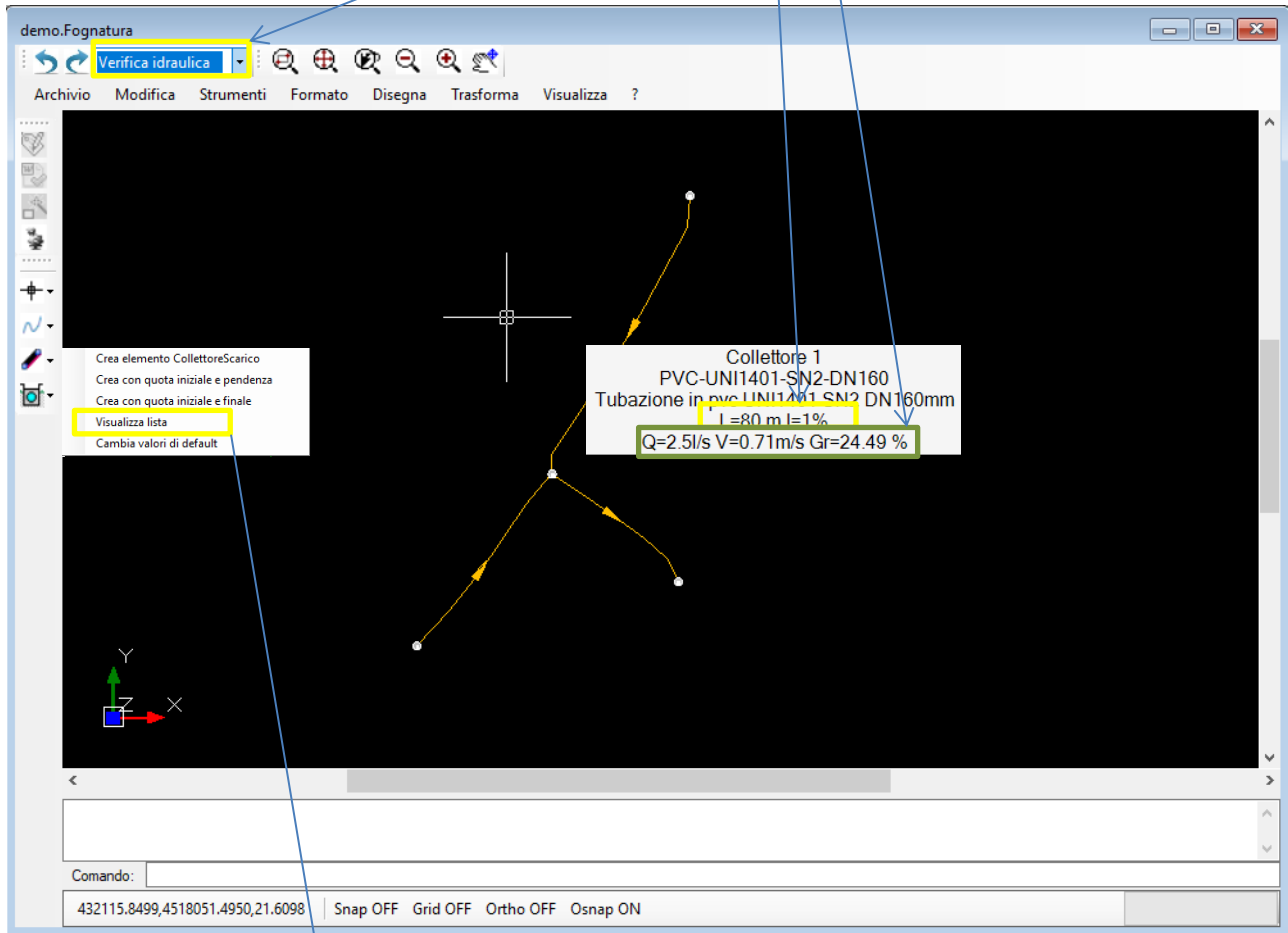 demo.Fognatura
Verifica idraulica
Archivio Modifica Strumenti Formato Disegna Trasforma Visualizza ?
Crea elemento CollettoreScarico
Crea con quota iniziale e pendenza
Crea con quota iniziale e finale
Visualizza lista
Cambia valori di default
Collettore 1
PVC-UNI1401-SN2-DN160
Tubazione in pvc UNI1401 SN2 DN160mm
L=80 m I=1%
Q=2.5l/s V=0.71m/s Gr=24.49 %
Y
Z X
Comando:
432115.8499,4518051.4950,21.6098 Snap OFF Grid OFF Ortho OFF Osnap ON